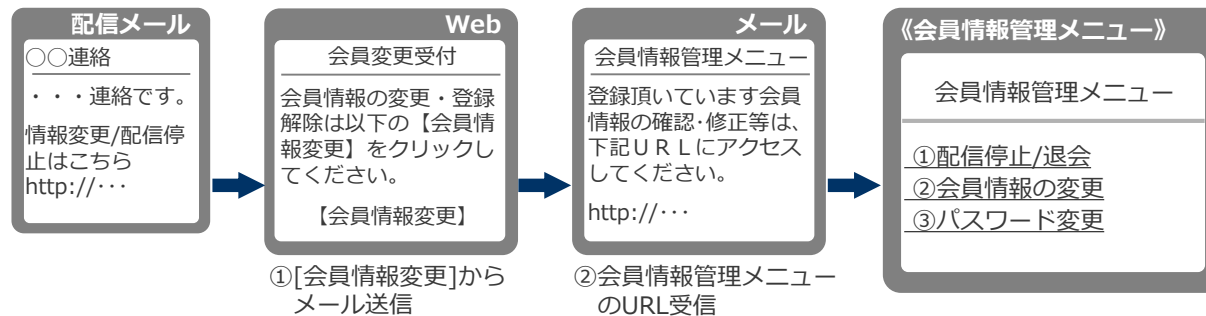 配信メール
○○連絡
・・・連絡です。
情報変更/配信停
止はこちら
http://･･･
Web
会員変更受付
会員情報の変更・登録
解除は以下の【会員情
報変更】をクリックし
てください。
【会員情報変更】
①[会員情報変更]から
メール送信
メール
会員情報管理メニュー
登録頂いています会員
情報の確認･修正等は、
下記ＵＲＬにアクセス
してください。
http://･･･
②会員情報管理メニュー
のURL受信
《会員情報管理メニュー》
会員情報管理メニュー
①配信停止/退会
②会員情報の変更
③パスワード変更